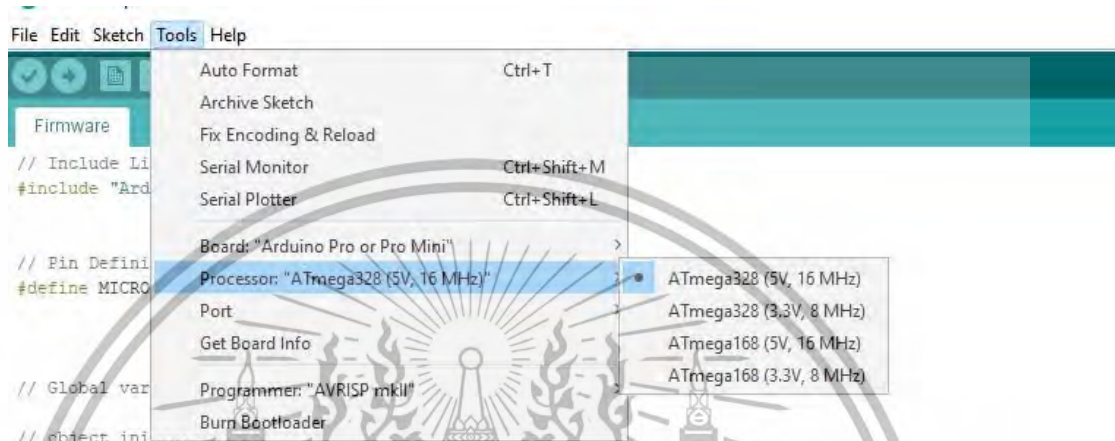 File Edit Sketch Tools Help
Auto Format Ctrl+T
Archive Sketch
Firmware
Fix Encoding & Reload
// Include Li
Serial Monitor Ctrl+Shift+M
#include "Ard
Serial Plotter Ctrl+Shift+L
Board: "Arduino Pro or Pro Mini"
// Pin Defini
Processor: "ATmega328 (5V, 16 MHz)"
#define MICRO
Port
Get Board Info
// Global var
Programmer: "AVRISP mkII"
Burn Bootloader
// object ini
ATmega328 (5V, 16 MHz)
ATmega328 (3.3V, 8 MHz)
ATmega168 (5V, 16 MHz)
ATmega168 (3.3V, 8 MHz)